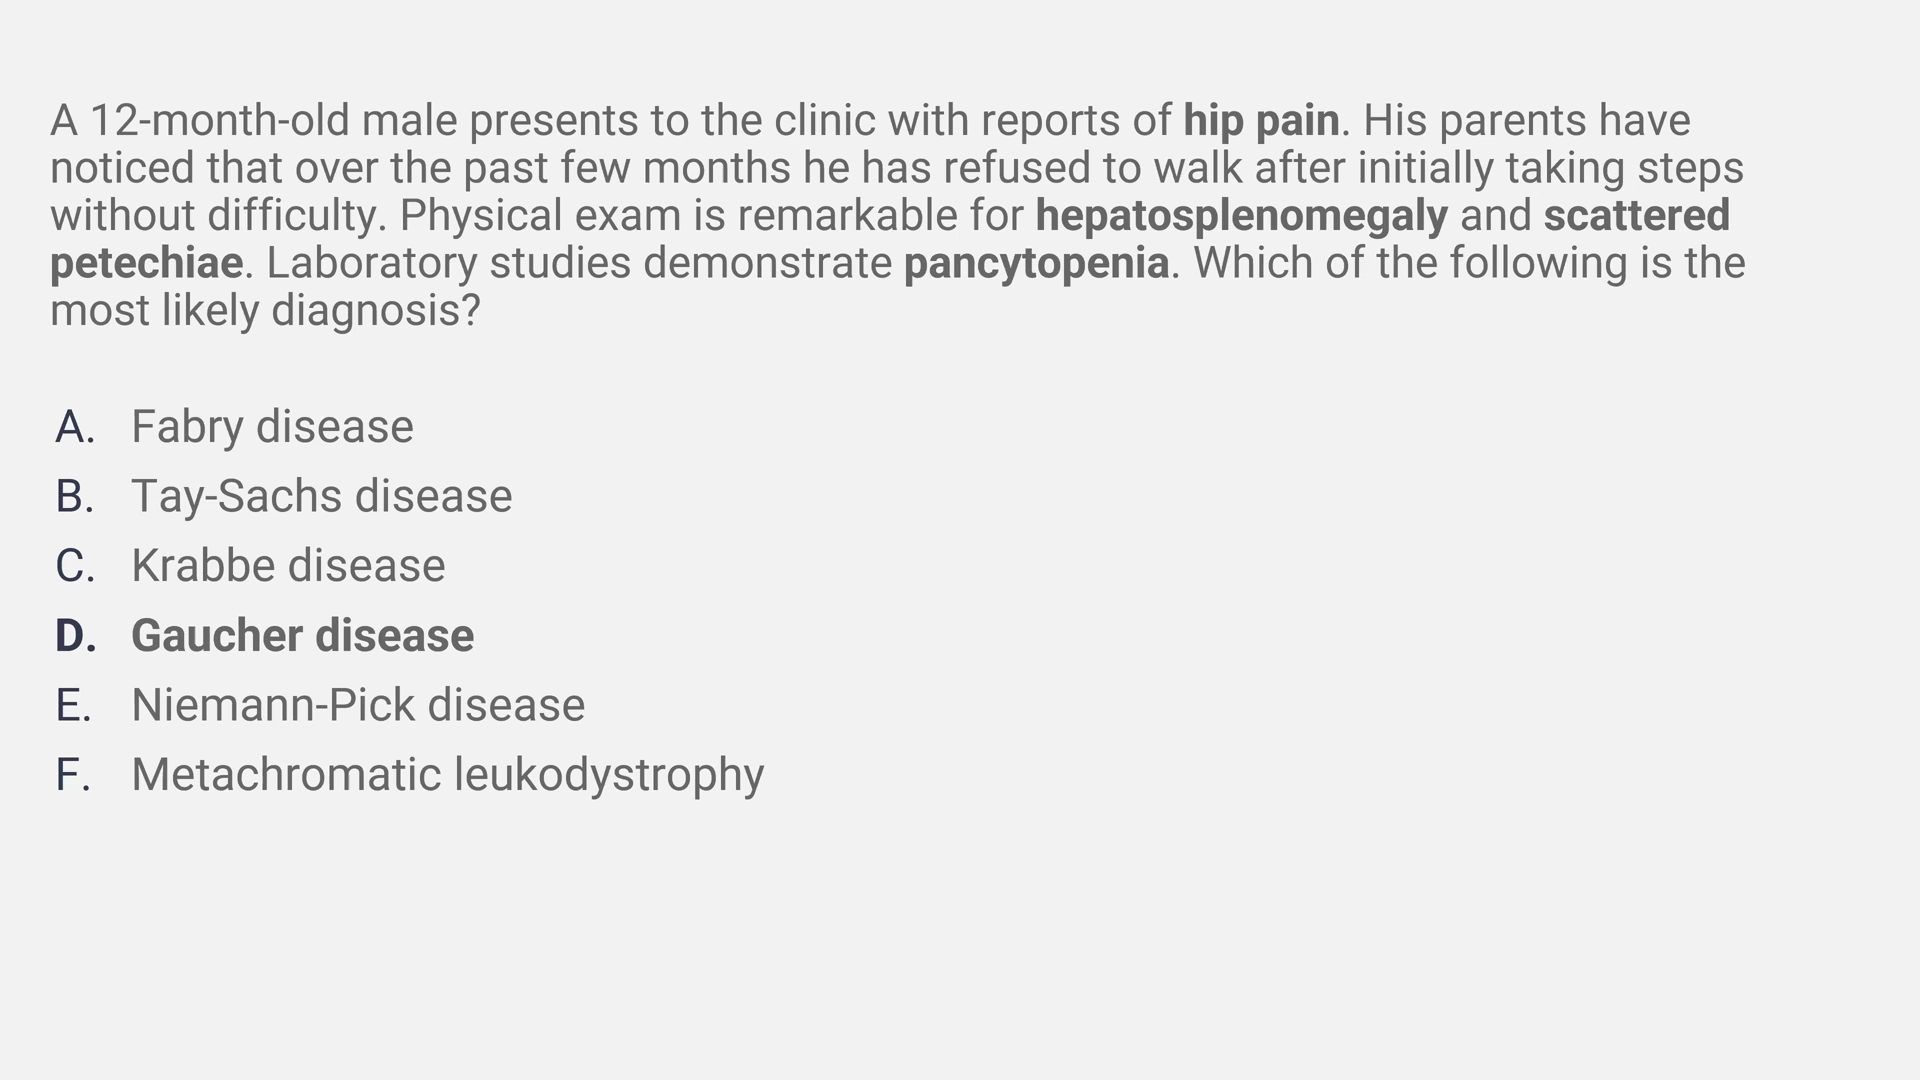 A 12-month-old male presents to the clinic with reports of hip pain. His parents have
noticed that over the past few months he has refused to walk after initially taking steps
without difficulty. Physical exam is remarkable for hepatosplenomegaly and scattered
petechiae. Laboratory studies demonstrate pancytopenia. Which of the following is the
most likely diagnosis?
A. Fabry disease
B. Tay-Sachs disease
C. Krabbe disease
D. Gaucher disease
E. Niemann-Pick disease
F. Metachromatic leukodystrophy